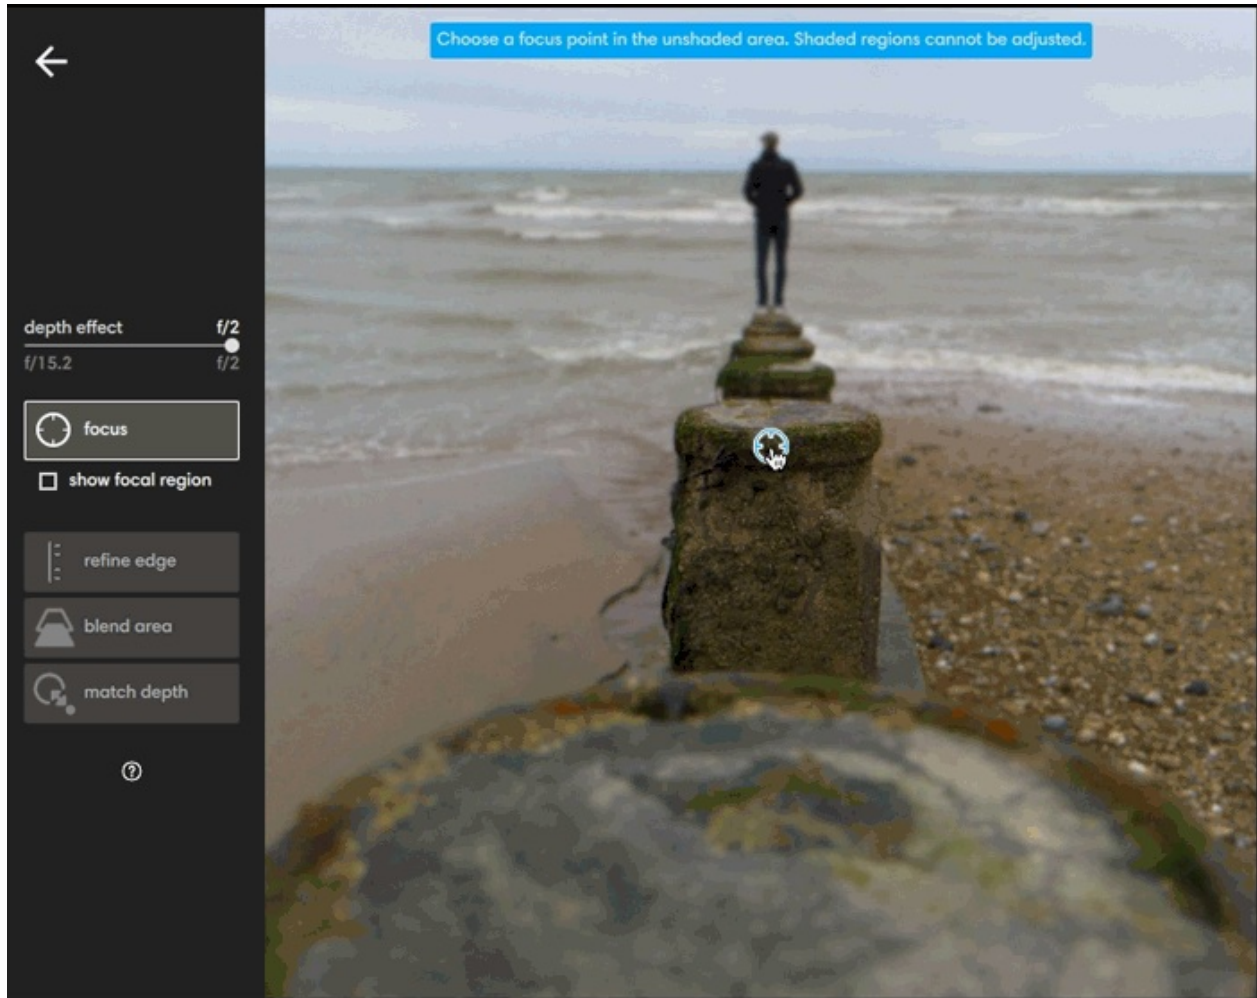 Choose a focus point in the unshaded area. Shaded regions cannot be adjusted.
depth effect f/2
f/15.2 f/2
focus
show focal region
refine edge
blend area
match depth
?